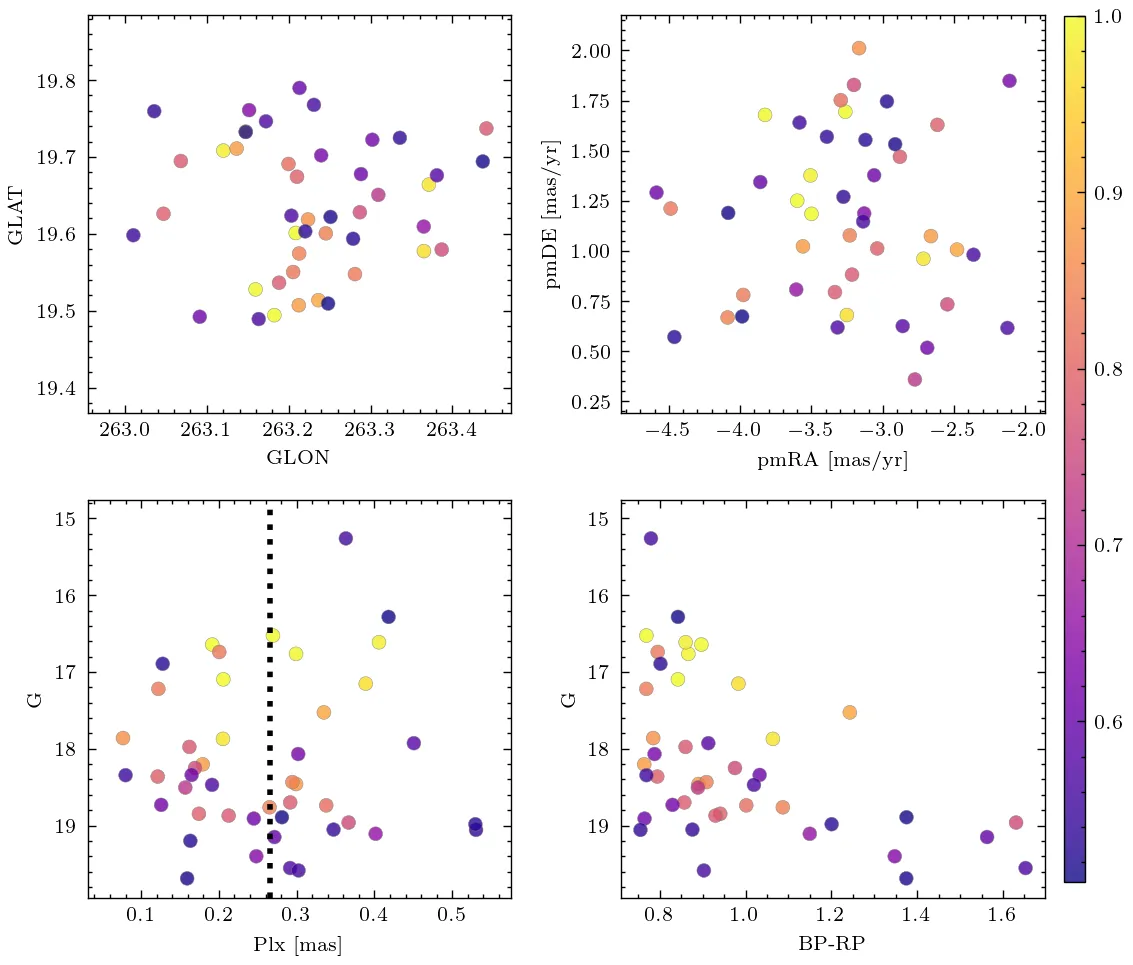 19.8
19.7
19.6
19.5
19.4
GLAT
263.0 263.1 263.2 263.3 263.4
GLON
2.00
1.75
1.50
1.25
1.00
0.75
0.50
0.25
pmDE [mas/yr]
−4.5 −4.0 −3.5 −3.0 −2.5 −2.0
pmRA [mas/yr]
1.0
0.9
0.8
0.7
0.6
15
16
17
18
19
G
0.1 0.2 0.3 0.4 0.5
Plx [mas]
15
16
17
18
19
G
0.8 1.0 1.2 1.4 1.6
BP-RP